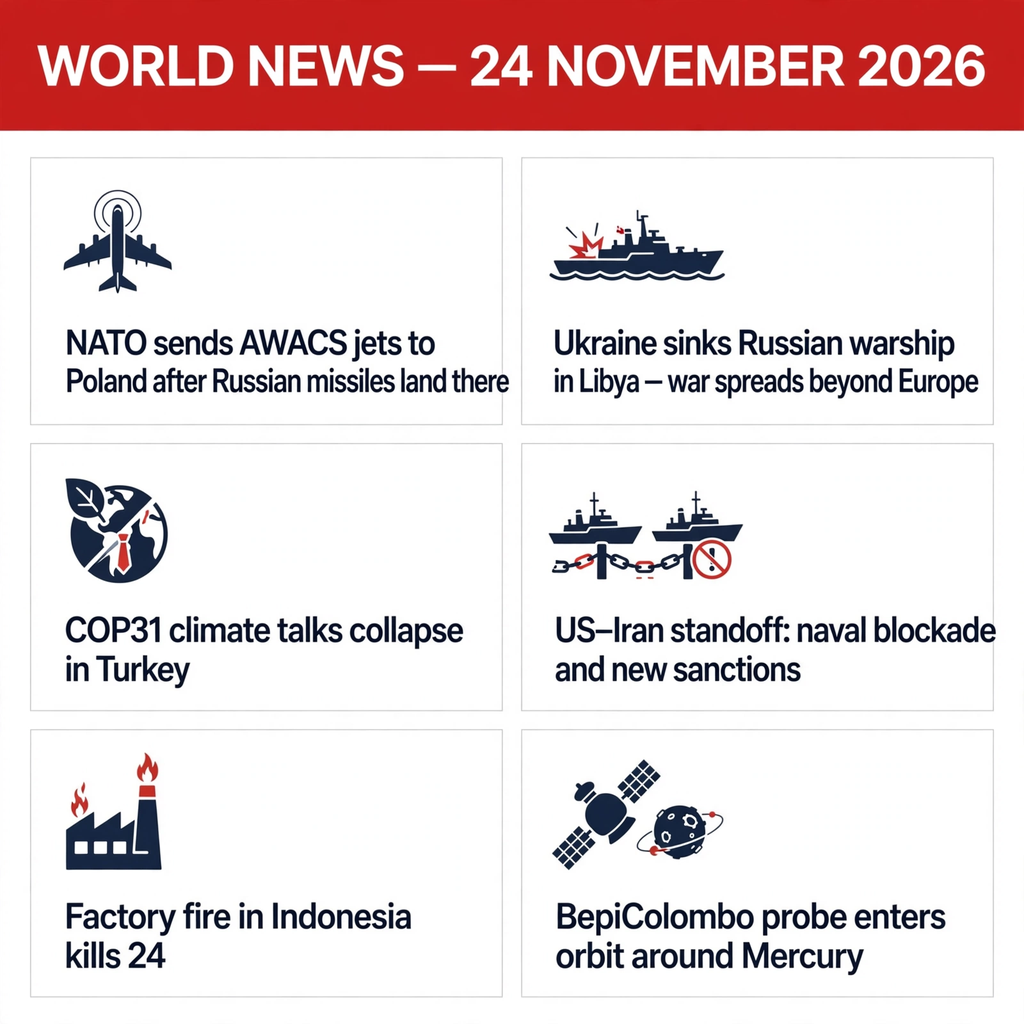 WORLD NEWS – 24 NOVEMBER 2026
NATO sends AWACS jets to
Poland after Russian missiles land there
Ukraine sinks Russian warship
in Libya – war spreads beyond Europe
COP31 climate talks collapse
in Turkey
US–Iran standoff: naval blockade
and new sanctions
Factory fire in Indonesia
kills 24
BepiColombo probe enters
orbit around Mercury